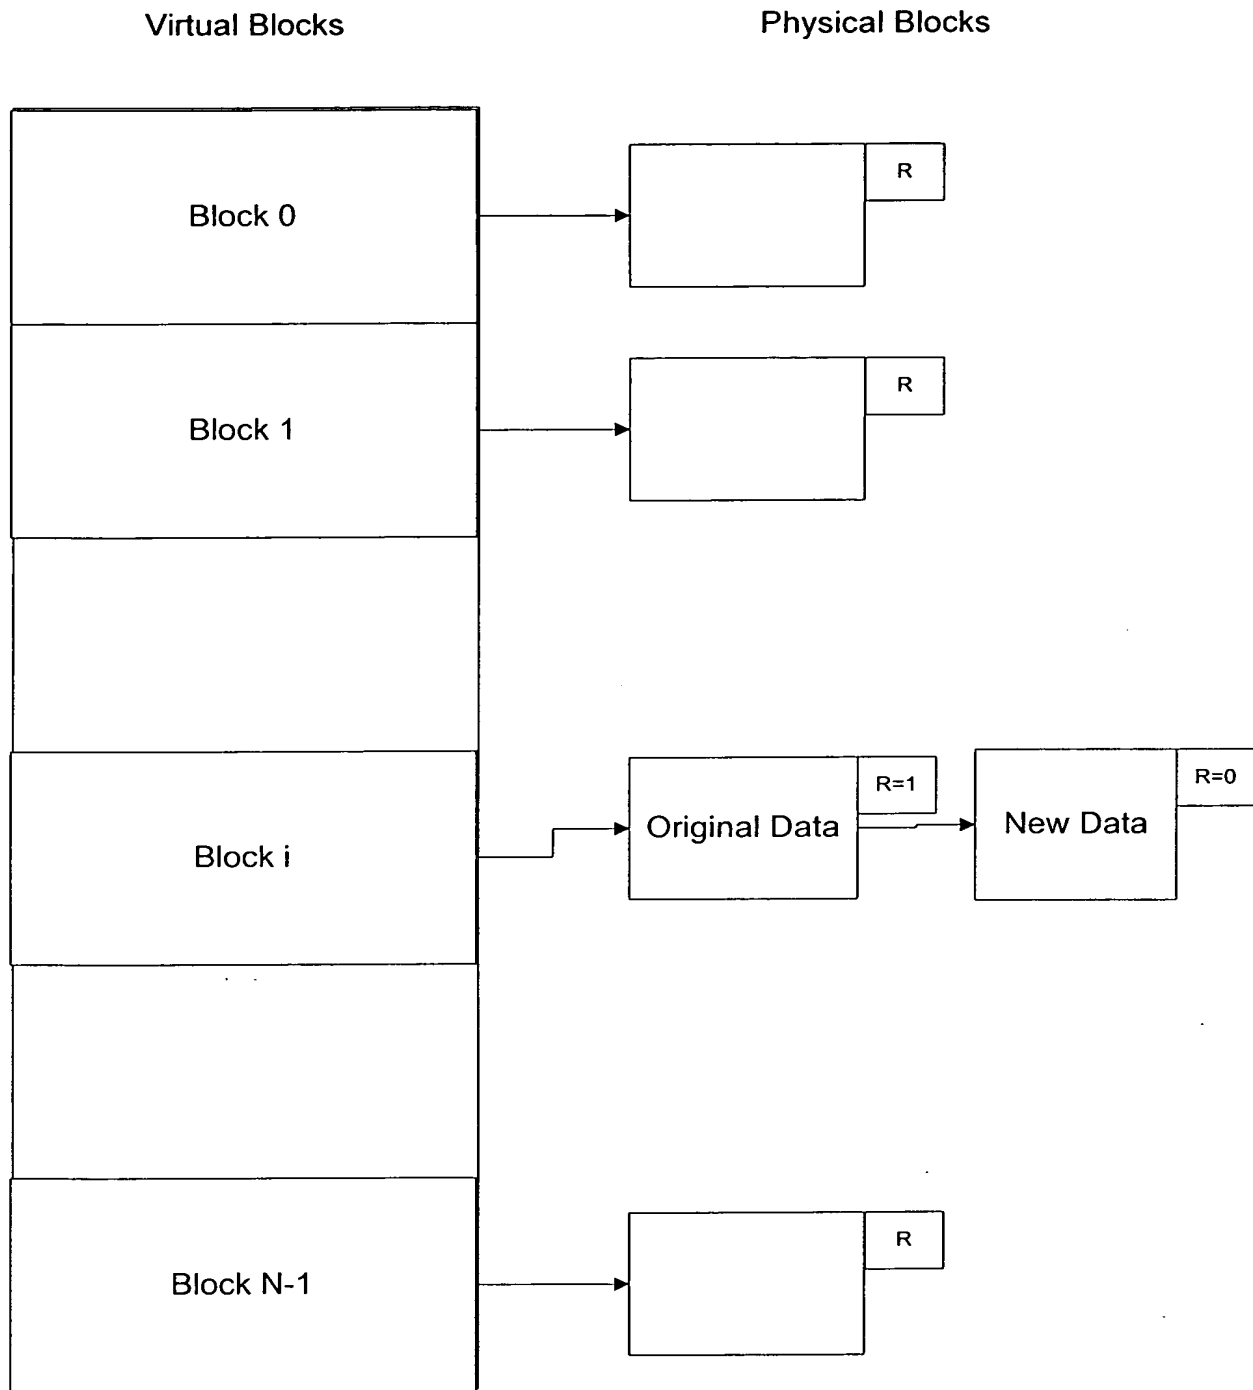 Virtual Blocks
Physical Blocks
Block 0
R
Block 1
R
Block i
Original Data
R=1
New Data
R=0
Block N-1
R